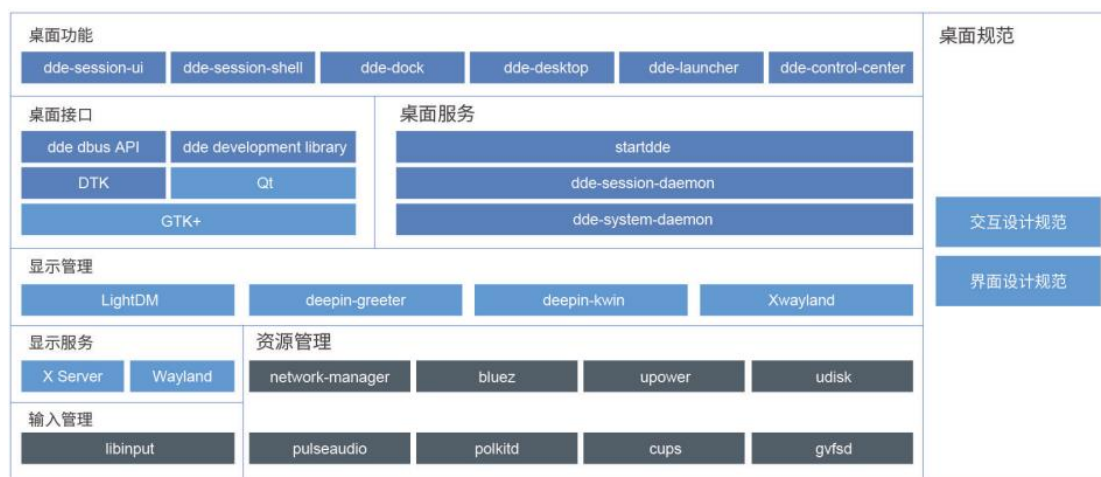 桌面功能
dde-session-ui dde-session-shell dde-dock dde-desktop dde-launcher dde-control-center
桌面接口
dde dbus API dde development library
DTK Qt
GTK+
桌面服务
startdde
dde-session-daemon
dde-system-daemon
显示管理
LightDM deepin-greeter deepin-kwin Xwayland
显示服务
X Server Wayland
输入管理
libinput
资源管理
network-manager bluez upower udisk
pulseaudio polkitd cups gvfsd
桌面规范
交互设计规范
界面设计规范